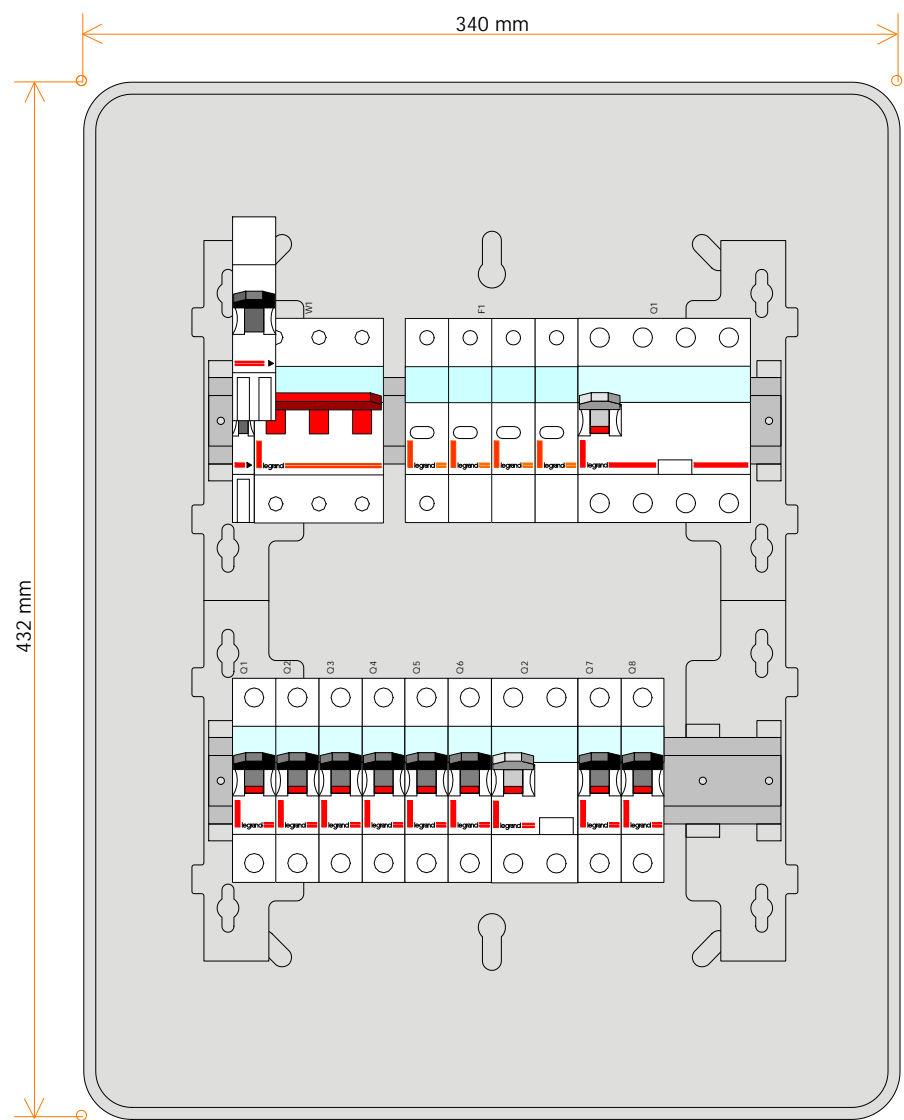 340 mm
432 mm
W1
F1
Q1
legrand
legrand
legrand
legrand
legrand
legrand
Q1
Q2
Q3
Q4
Q5
Q6
Q2
Q7
Q8
legrand
legrand
legrand
legrand
legrand
legrand
legrand
legrand
legrand